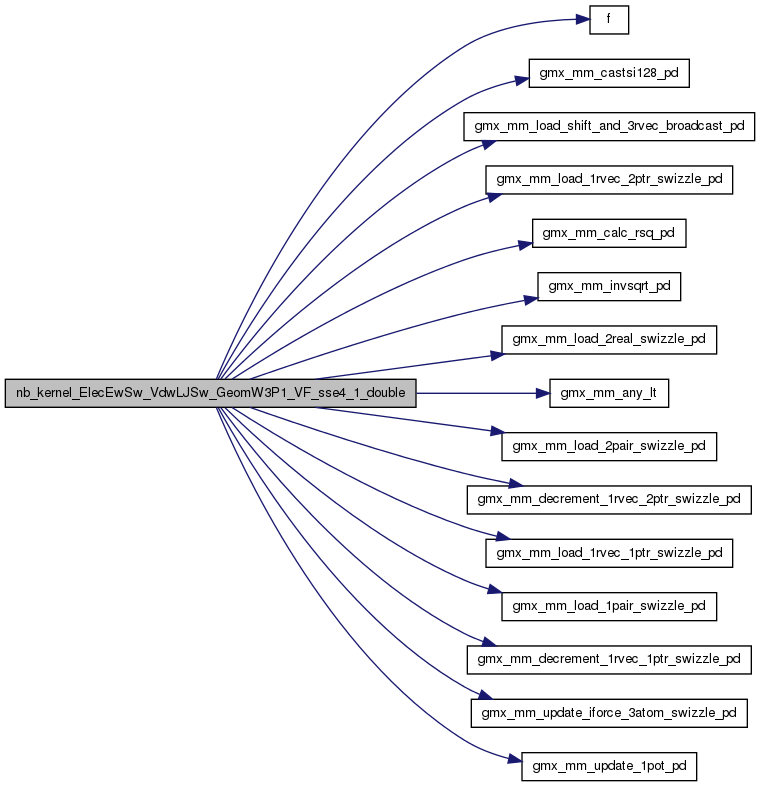 f
gmx_mm_castsi128_pd
gmx_mm_load_shift_and_3rvec_broadcast_pd
gmx_mm_load_1rvec_2ptr_swizzle_pd
gmx_mm_calc_rsq_pd
gmx_mm_invsqrt_pd
gmx_mm_load_2real_swizzle_pd
nb_kernel_ElecEwSw_VdwLJSw_GeomW3P1_VF_sse4_1_double
gmx_mm_any_lt
gmx_mm_load_2pair_swizzle_pd
gmx_mm_decrement_1rvec_2ptr_swizzle_pd
gmx_mm_load_1rvec_1ptr_swizzle_pd
gmx_mm_load_1pair_swizzle_pd
gmx_mm_decrement_1rvec_1ptr_swizzle_pd
gmx_mm_update_iforce_3atom_swizzle_pd
gmx_mm_update_1pot_pd